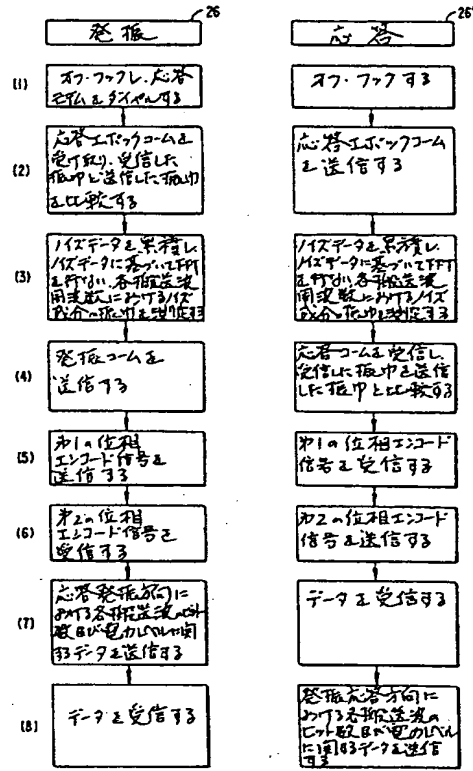 26
発振
26'
応答
(1)
オフ・フックし、応答
モデムをダイヤルする
オフ・フックする
(2)
応答エポックコームを
受け取り、受信した
振巾と送信した振巾
を比較する
応答エポックコーム
を送信する
(3)
ノイズデータを累積し、
ノイズデータに基づいてFFT
を行ない、各搬送波
周波数におけるノイズ
成分の振巾を測定する
ノイズデータを累積し、
ノイズデータに基づいてFFT
を行ない、各搬送波
周波数におけるノイズ
成分の振巾を測定する
(4)
発振コームを
送信する
応答コームを受信し、
受信した振巾を送信
した振巾と比較する
(5)
第1の位相
エンコード信号を
送信する
第1の位相エンコード
信号を受信する
(6)
第2の位相
エンコード信号を
受信する
第2の位相エンコード
信号を送信する
(7)
応答発振方向に
おける各搬送波の
数及び電力レベルに関
するデータを送信する
データを受信する
(8)
データを受信する
発振応答方向に
おける各搬送波の
ビット数及び電力レベル
に関するデータを送信
する